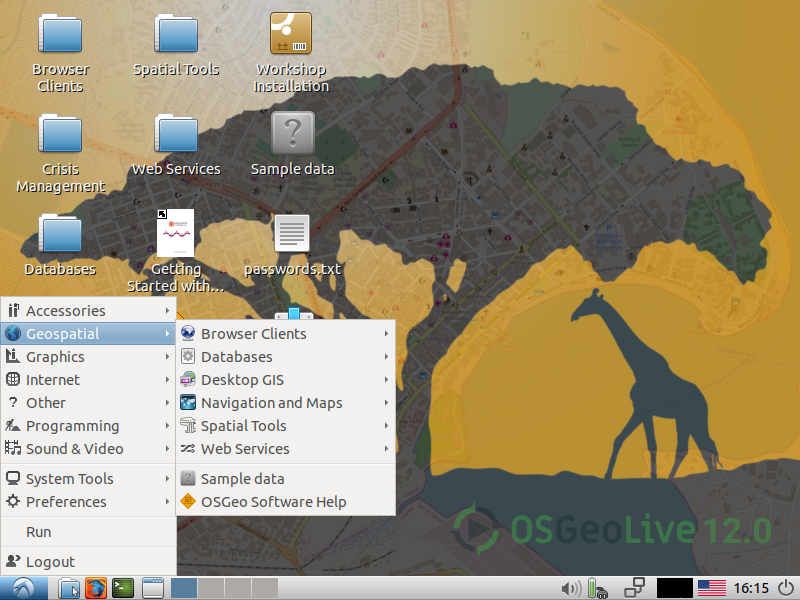 Browser
Clients
Spatial Tools
Workshop
Installation
Crisis
Management
Web Services
Sample data
Databases
Getting
Started with...
passwords.txt
Accessories
Geospatial
Graphics
Internet
Other
Programming
Sound & Video
System Tools
Preferences
Run
Logout
Browser Clients
Databases
Desktop GIS
Navigation and Maps
Spatial Tools
Web Services
Sample data
OSGeo Software Help
OSGeoLive 12.0
16:15